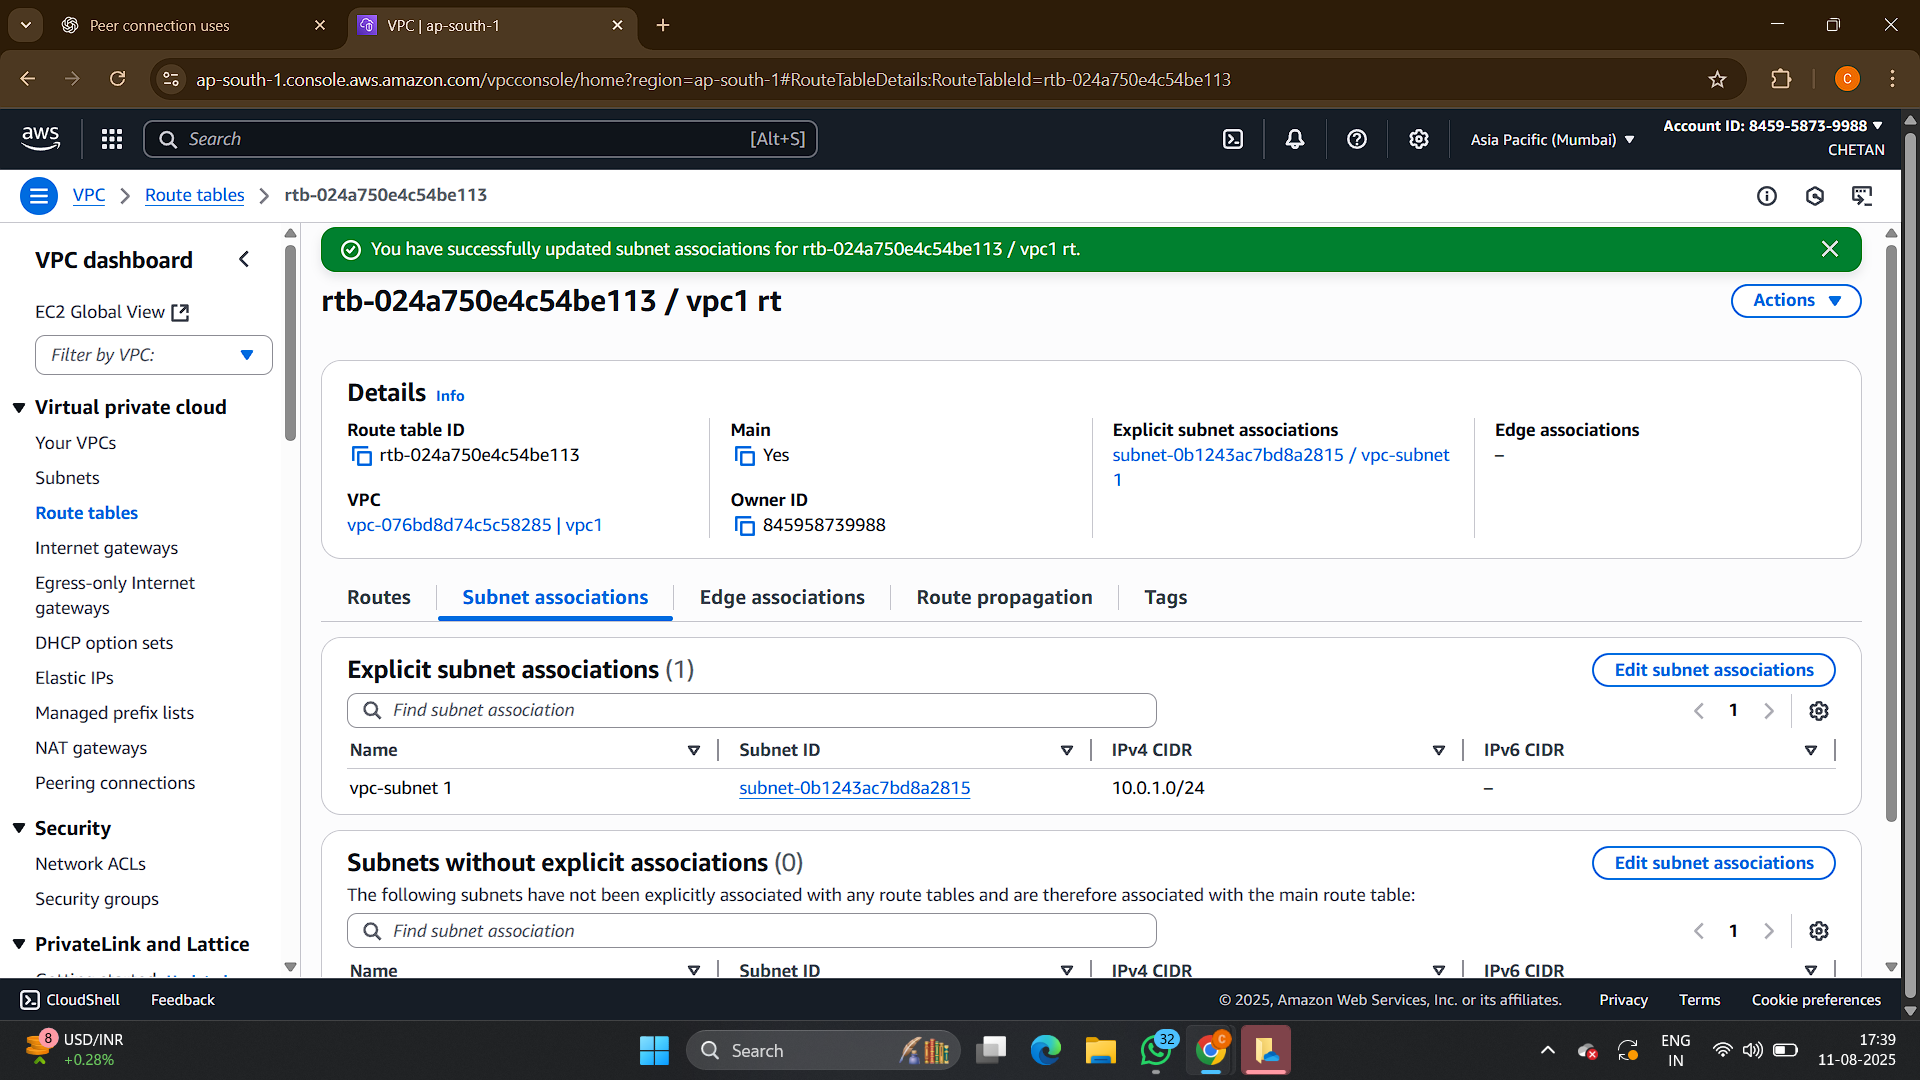 Peer connection uses
VPC | ap-south-1
ap-south-1.console.aws.amazon.com/vpcconsole/home?region=ap-south-1#RouteTableDetails:RouteTableId=rtb-024a750e4c54be113
C
aws
Search
[Alt+S]
Asia Pacific (Mumbai)
Account ID: 8459-5873-9988
CHETAN
VPC
Route tables
rtb-024a750e4c54be113
VPC dashboard
EC2 Global View
Filter by VPC:
Virtual private cloud
Your VPCs
Subnets
Route tables
Internet gateways
Egress-only Internet
gateways
DHCP option sets
Elastic IPs
Managed prefix lists
NAT gateways
Peering connections
Security
Network ACLs
Security groups
PrivateLink and Lattice
You have successfully updated subnet associations for rtb-024a750e4c54be113 / vpc1 rt.
rtb-024a750e4c54be113 / vpc1 rt
Actions
Details Info
Route table ID
rtb-024a750e4c54be113
Main
Yes
Explicit subnet associations
subnet-0b1243ac7bd8a2815 / vpc-subnet
1
Edge associations
–
VPC
vpc-076bd8d74c5c58285 | vpc1
Owner ID
845958739988
Routes
Subnet associations
Edge associations
Route propagation
Tags
Explicit subnet associations (1)
Edit subnet associations
Find subnet association
1
Name
Subnet ID
IPv4 CIDR
IPv6 CIDR
vpc-subnet 1
subnet-0b1243ac7bd8a2815
10.0.1.0/24
–
Subnets without explicit associations (0)
Edit subnet associations
The following subnets have not been explicitly associated with any route tables and are therefore associated with the main route table:
Find subnet association
1
Name
Subnet ID
IPv4 CIDR
IPv6 CIDR
CloudShell
Feedback
© 2025, Amazon Web Services, Inc. or its affiliates.
Privacy
Terms
Cookie preferences
8
USD/INR
+0.28%
Search
32
C
ENG
IN
17:39
11-08-2025